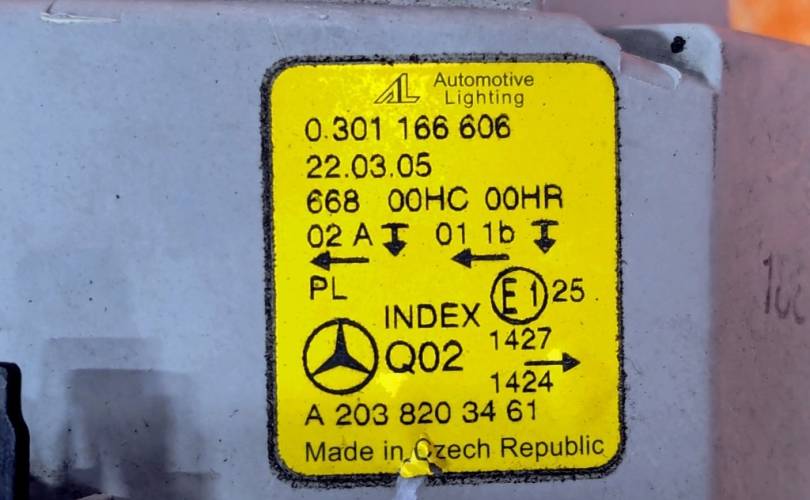 AL Automotive
Lighting
0 301 166 606
22.03.05
668 00HC 00HR
02 A 01 1b
PL
E1 25
INDEX
Q02
1427
1424
A 203 820 34 61
Made in Czech Republic